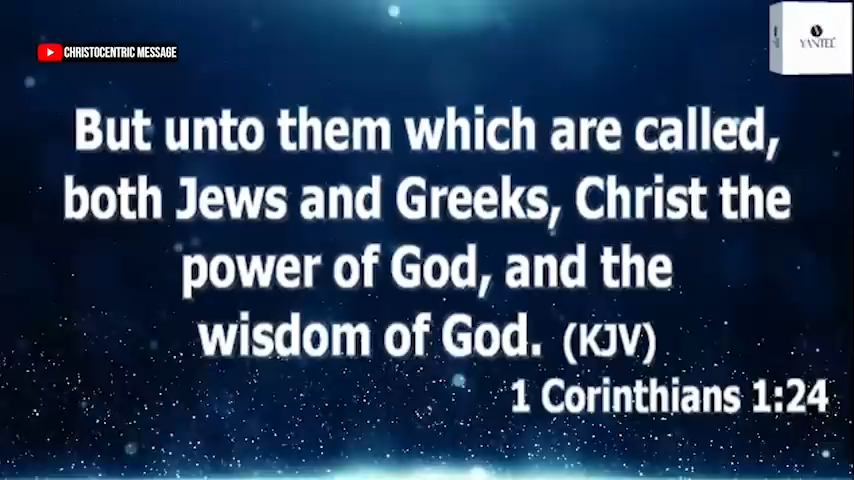 CHRISTOCENTRIC MESSAGE
YANTEE
But unto them which are called,
both Jews and Greeks, Christ the
power of God, and the
wisdom of God. (KJV)
1 Corinthians 1:24